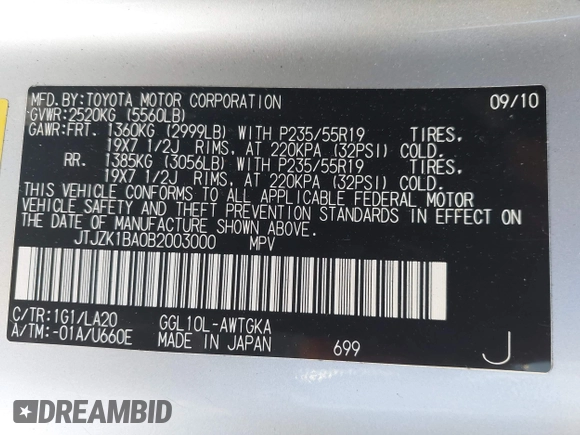 MFD.BY:TOYOTA MOTOR CORPORATION 09/10
GVWR:2520KG (5560LB)
GAWR:FRT. 1360KG (2999LB) WITH P235/55R19 TIRES,
19X7 1/2J RIMS, AT 220KPA (32PSI) COLD.
RR. 1385KG (3056LB) WITH P235/55R19 TIRES,
19X7 1/2J RIMS, AT 220KPA (32PSI) COLD.
THIS VEHICLE CONFORMS TO ALL APPLICABLE FEDERAL MOTOR
VEHICLE SAFETY AND THEFT PREVENTION STANDARDS IN EFFECT ON
THE DATE OF MANUFACTURE SHOWN ABOVE.
JTJZK1BA0B2003000 MPV
C/TR:1G1/LA20 GGL10L-AWTGKA
A/TM:-01A/U660E MADE IN JAPAN 699 J
DREAMBID